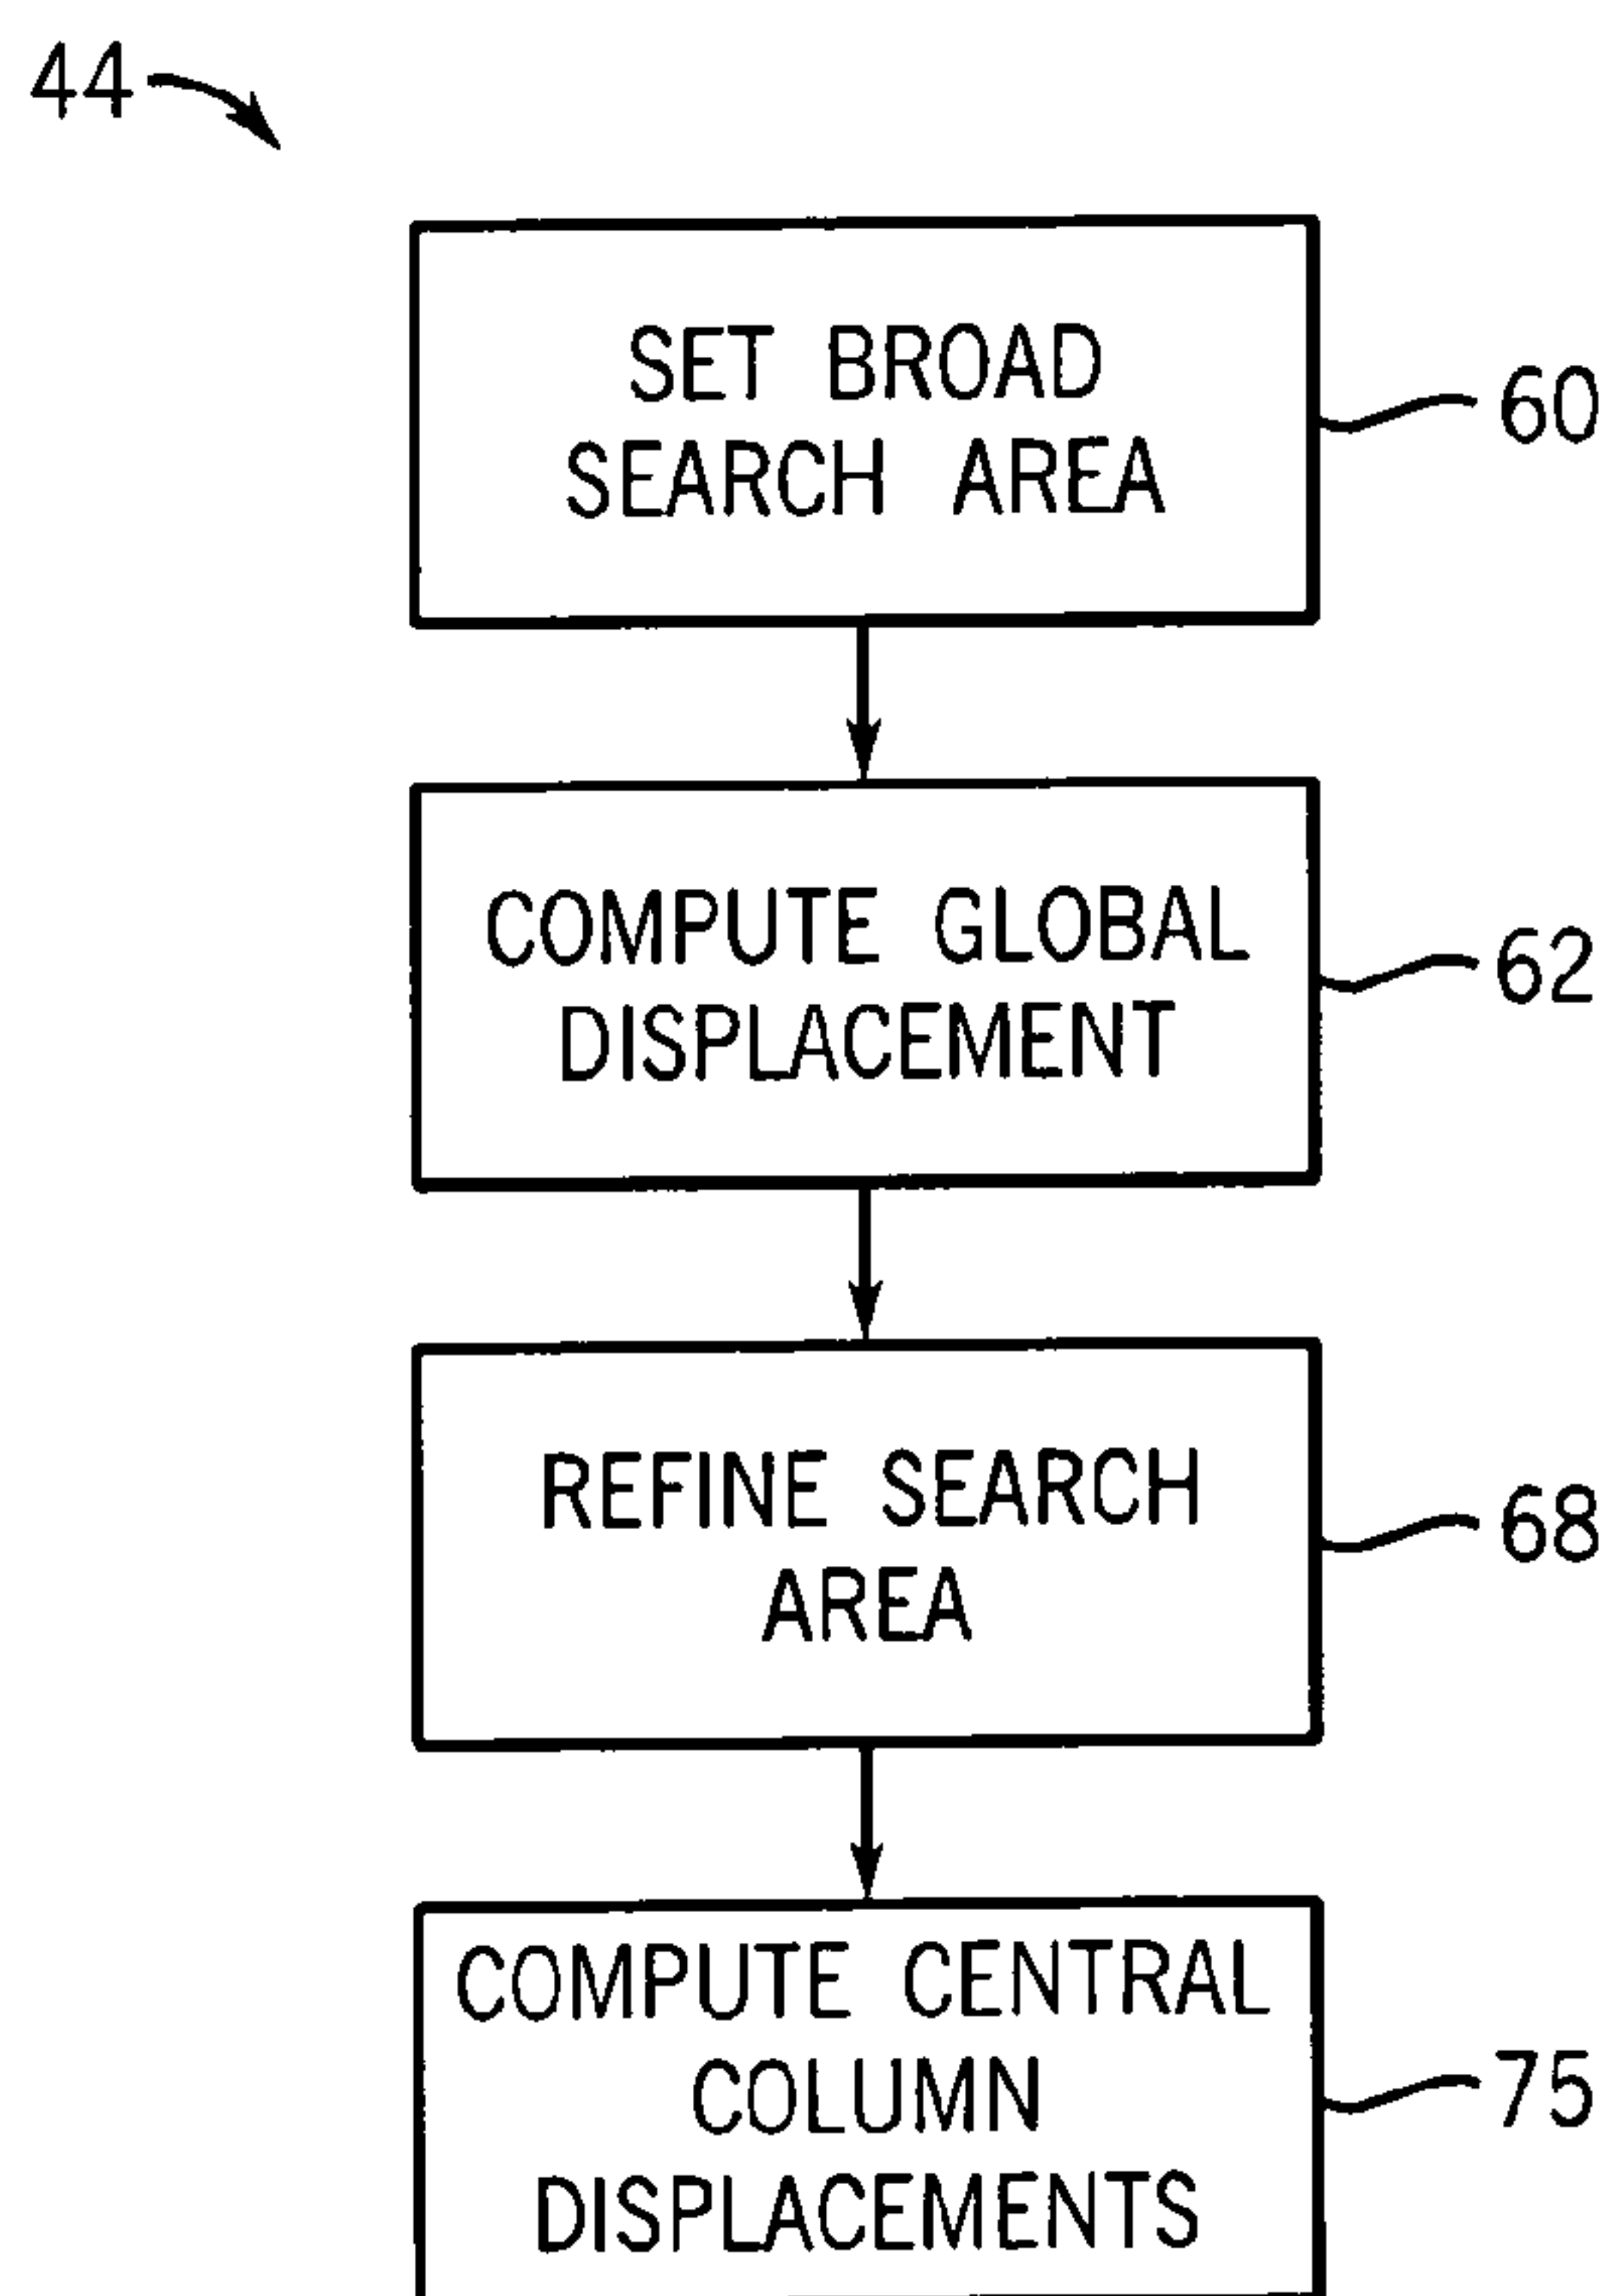 44
SET BROAD
SEARCH AREA
60
COMPUTE GLOBAL
DISPLACEMENT
62
REFINE SEARCH
AREA
68
COMPUTE CENTRAL
COLUMN
DISPLACEMENTS
75